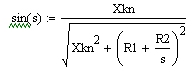 sin(s) := Xkn / √(Xkn² + (R1 + R2/s)²)